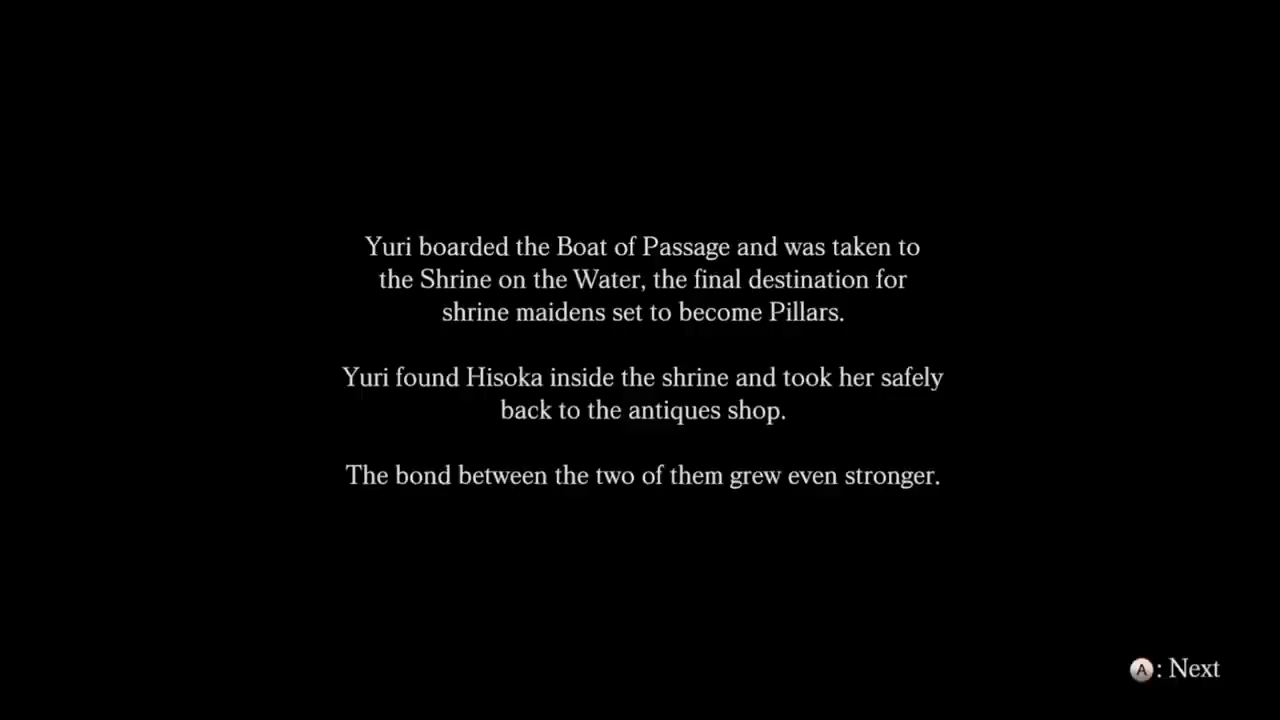 Yuri boarded the Boat of Passage and was taken to
the Shrine on the Water, the final destination for
shrine maidens set to become Pillars.
Yuri found Hisoka inside the shrine and took her safely
back to the antiques shop.
The bond between the two of them grew even stronger.
A: Next